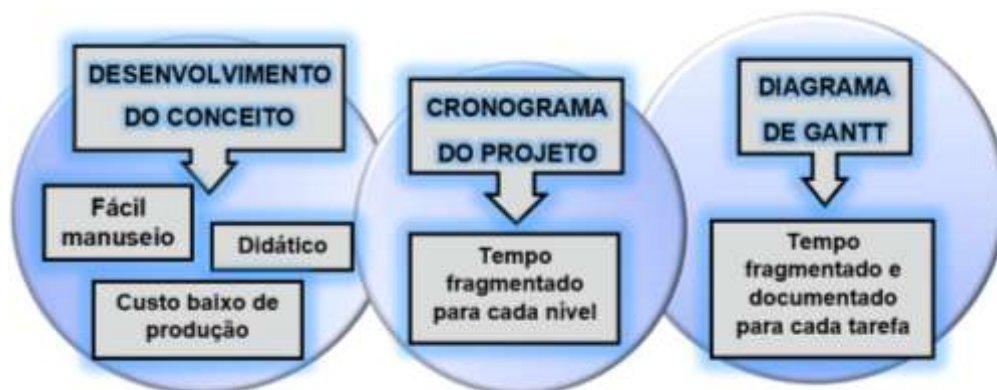 DESENVOLVIMENTO
DO CONCEITO
Fácil
manuseio
Didático
Custo baixo de
produção
CRONOGRAMA
DO PROJETO
Tempo
fragmentado
para cada nível
DIAGRAMA
DE GANTT
Tempo
fragmentado e
documentado
para cada tarefa